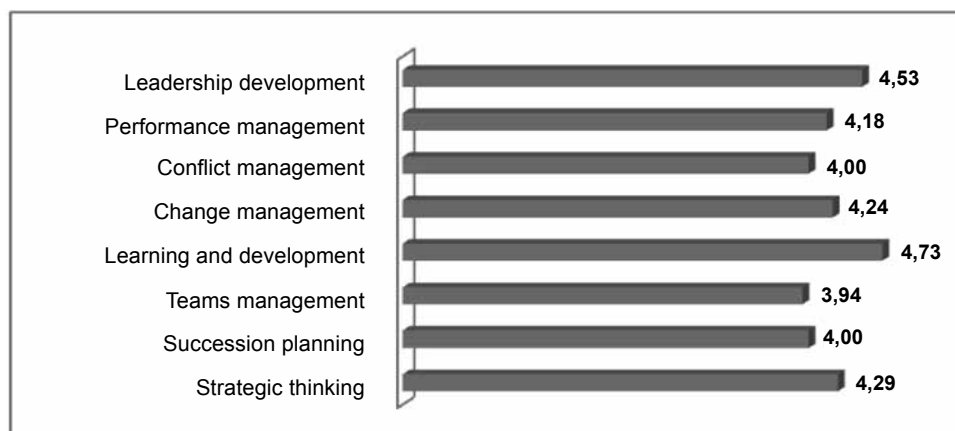 Leadership development 4,53
Performance management 4,18
Conflict management 4,00
Change management 4,24
Learning and development 4,73
Teams management 3,94
Succession planning 4,00
Strategic thinking 4,29